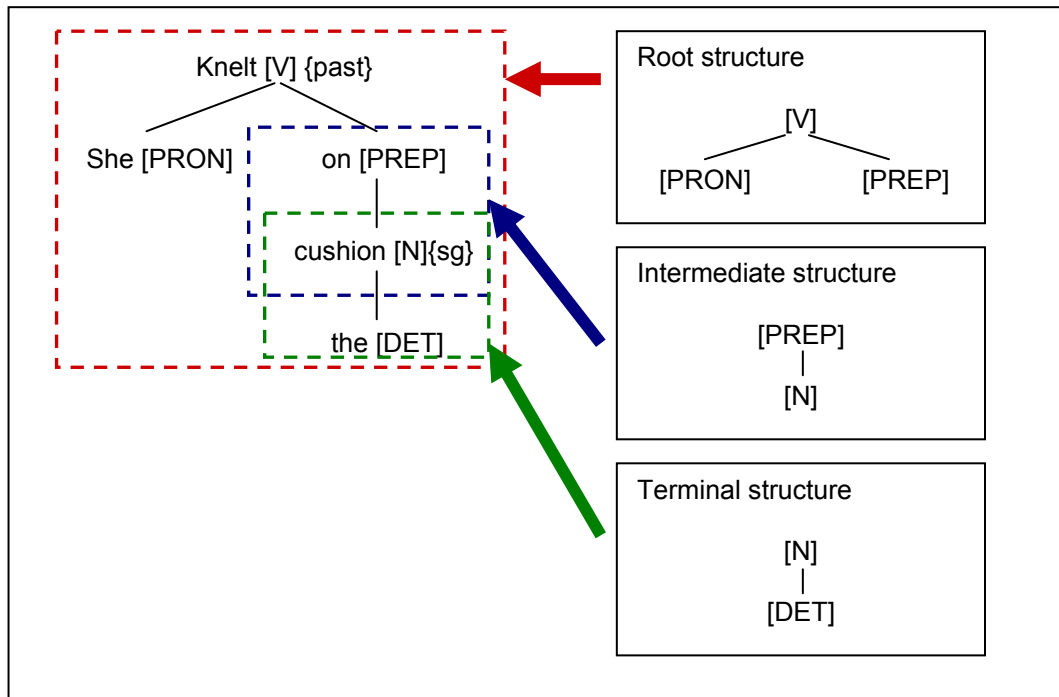 Knelt [V] {past}
She [PRON] on [PREP]
cushion [N]{sg}
the [DET]
Root structure
[V]
[PRON] [PREP]
Intermediate structure
[PREP]
[N]
Terminal structure
[N]
[DET]